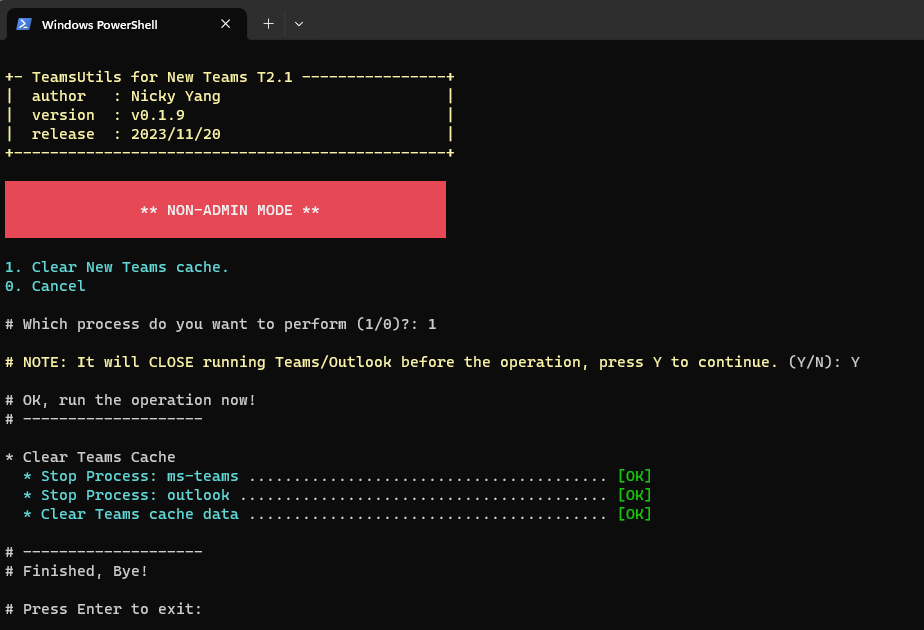 Windows PowerShell
+- TeamsUtils for New Teams T2.1 ----------------+
|  author   : Nicky Yang                         |
|  version  : v0.1.9                             |
|  release  : 2023/11/20                         |
+------------------------------------------------+
** NON-ADMIN MODE **
1. Clear New Teams cache.
0. Cancel
# Which process do you want to perform (1/0)?: 1
# NOTE: It will CLOSE running Teams/Outlook before the operation, press Y to continue. (Y/N): Y
# OK, run the operation now!
# --------------------
* Clear Teams Cache
  * Stop Process: ms-teams ........................................ [OK]
  * Stop Process: outlook ......................................... [OK]
  * Clear Teams cache data ........................................ [OK]
# --------------------
# Finished, Bye!
# Press Enter to exit: